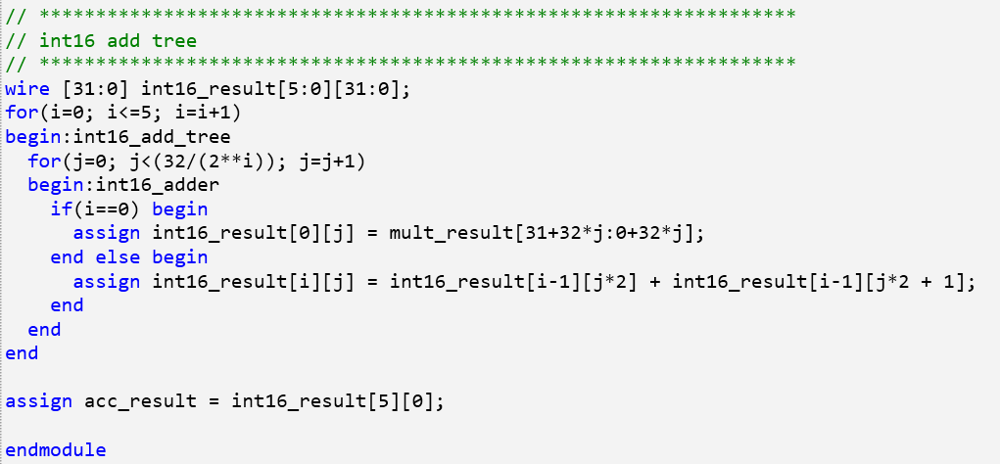 // *******************************************************************
// int16 add tree
// *******************************************************************
wire [31:0] int16_result[5:0][31:0];
for(i=0; i<=5; i=i+1)
begin:int16_add_tree
  for(j=0; j<(32/(2**i)); j=j+1)
  begin:int16_adder
    if(i==0) begin
      assign int16_result[0][j] = mult_result[31+32*j:0+32*j];
    end else begin
      assign int16_result[i][j] = int16_result[i-1][j*2] + int16_result[i-1][j*2 + 1];
    end
  end
end
assign acc_result = int16_result[5][0];
endmodule